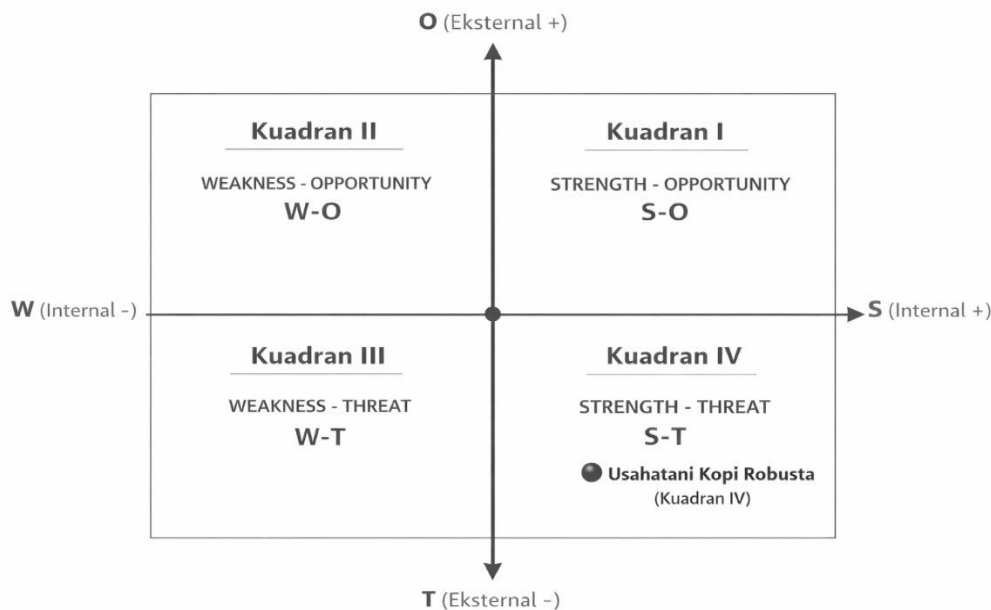 O (Eksternal +)
Kuadran II
WEAKNESS - OPPORTUNITY
W-O
Kuadran I
STRENGTH - OPPORTUNITY
S-O
W (Internal -)
S (Internal +)
Kuadran III
WEAKNESS - THREAT
W-T
Kuadran IV
STRENGTH - THREAT
S-T
Usahatani Kopi Robusta
(Kuadran IV)
T (Eksternal -)